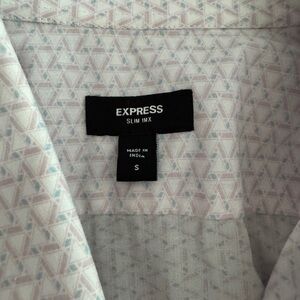 EXPRESS
SLIM 1MX
MADE IN
INDIA
S